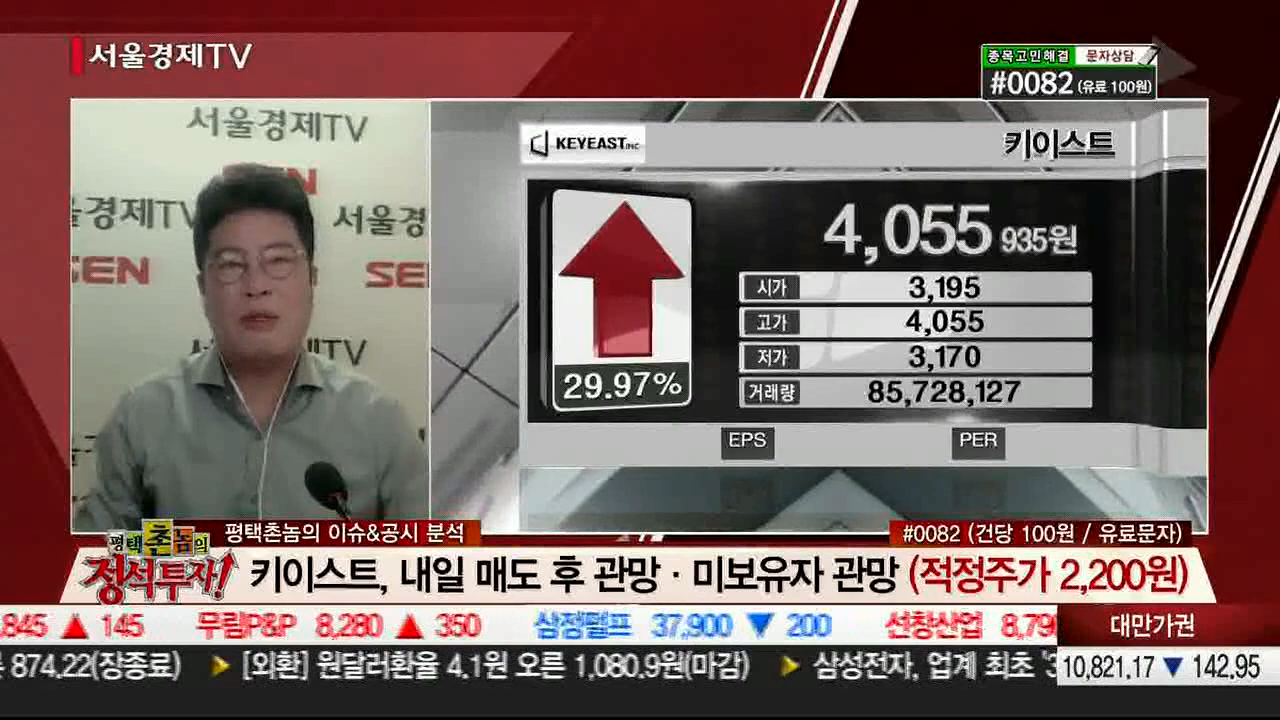 서울경제TV
종목고민해결 문자상담
#0082 (유료 100원)
서울경제TV
SEN
울경제TV 서울경
SEN SEN
KEYEAST INC 키이스트
4,055 935원
시가 3,195
고가 4,055
저가 3,170
거래량 85,728,127
29.97%
EPS PER
평택촌놈의 정석투자!
평택촌놈의 이슈&공시 분석
#0082 (건당 100원 / 유료문자)
키이스트, 내일 매도 후 관망 · 미보유자 관망 (적정주가 2,200원)
845 ▲ 145 무림P&P 8,280 ▲ 350 삼정펄프 37,900 ▼ 200 선창산업 8,79 대만가권
874.22(장종료) ▶ [외환] 원달러환율 4.1원 오른 1,080.9원(마감) ▶ 삼성전자, 업계 최초 '3 10,821.17 ▼ 142.95